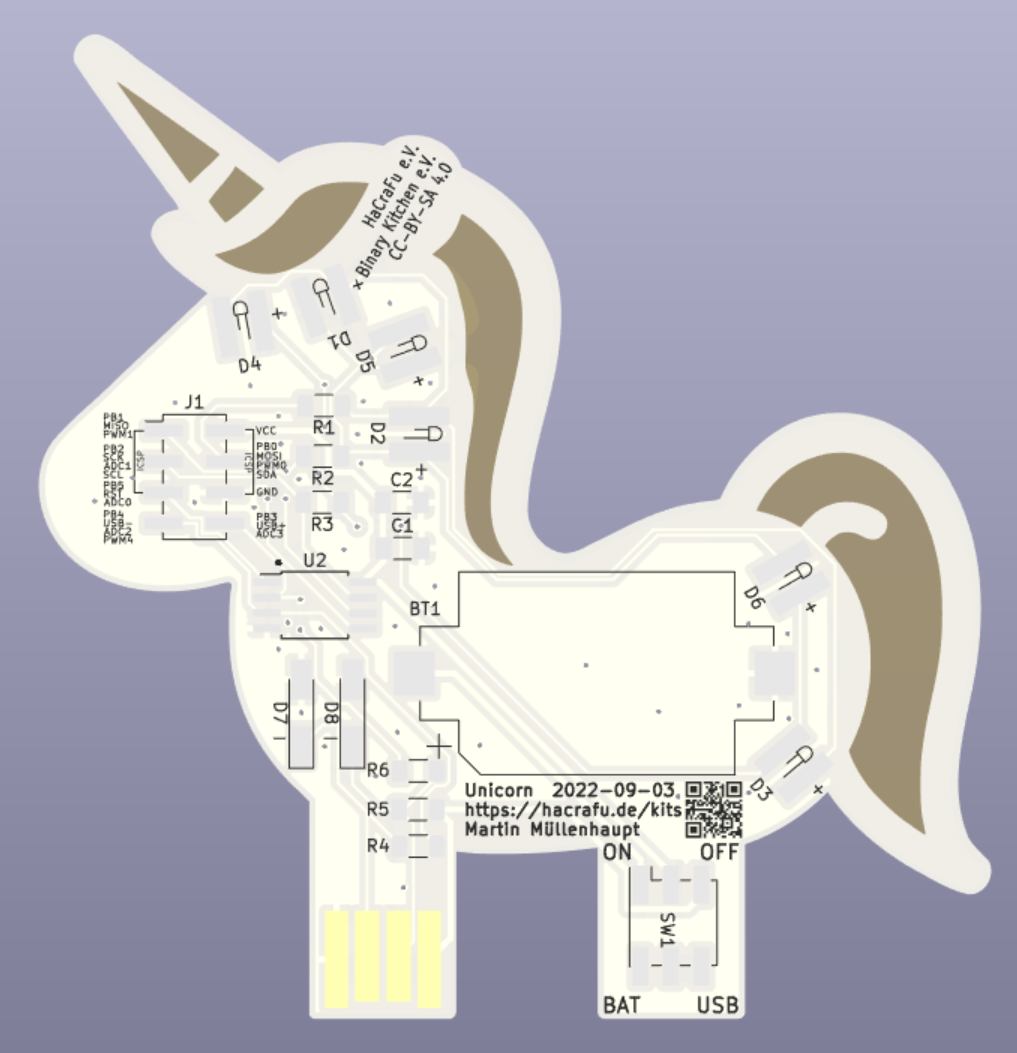 HaCraFu e.V.
Binary Kitchen e.V.
CC-BY-SA 4.0
+
+
D4
D1
D5
+
J1
PB1
MISO
PWM1
PB2
SCK
ADC1
SCL
PB5
RST
ADC0
PB4
USB-
ADC2
PWM4
ICSP
ICSP
VCC
PB0
MOSI
PWM0
SDA
GND
PB3
USB+
ADC3
R1
D2
+
R2
C2
R3
C1
U2
BT1
D6
+
D7
D8
+
R6
R5
R4
D3
+
Unicorn 2022-09-03
https://hacrafu.de/kits
Martin Müllenhaupt
ON OFF
SW1
BAT USB